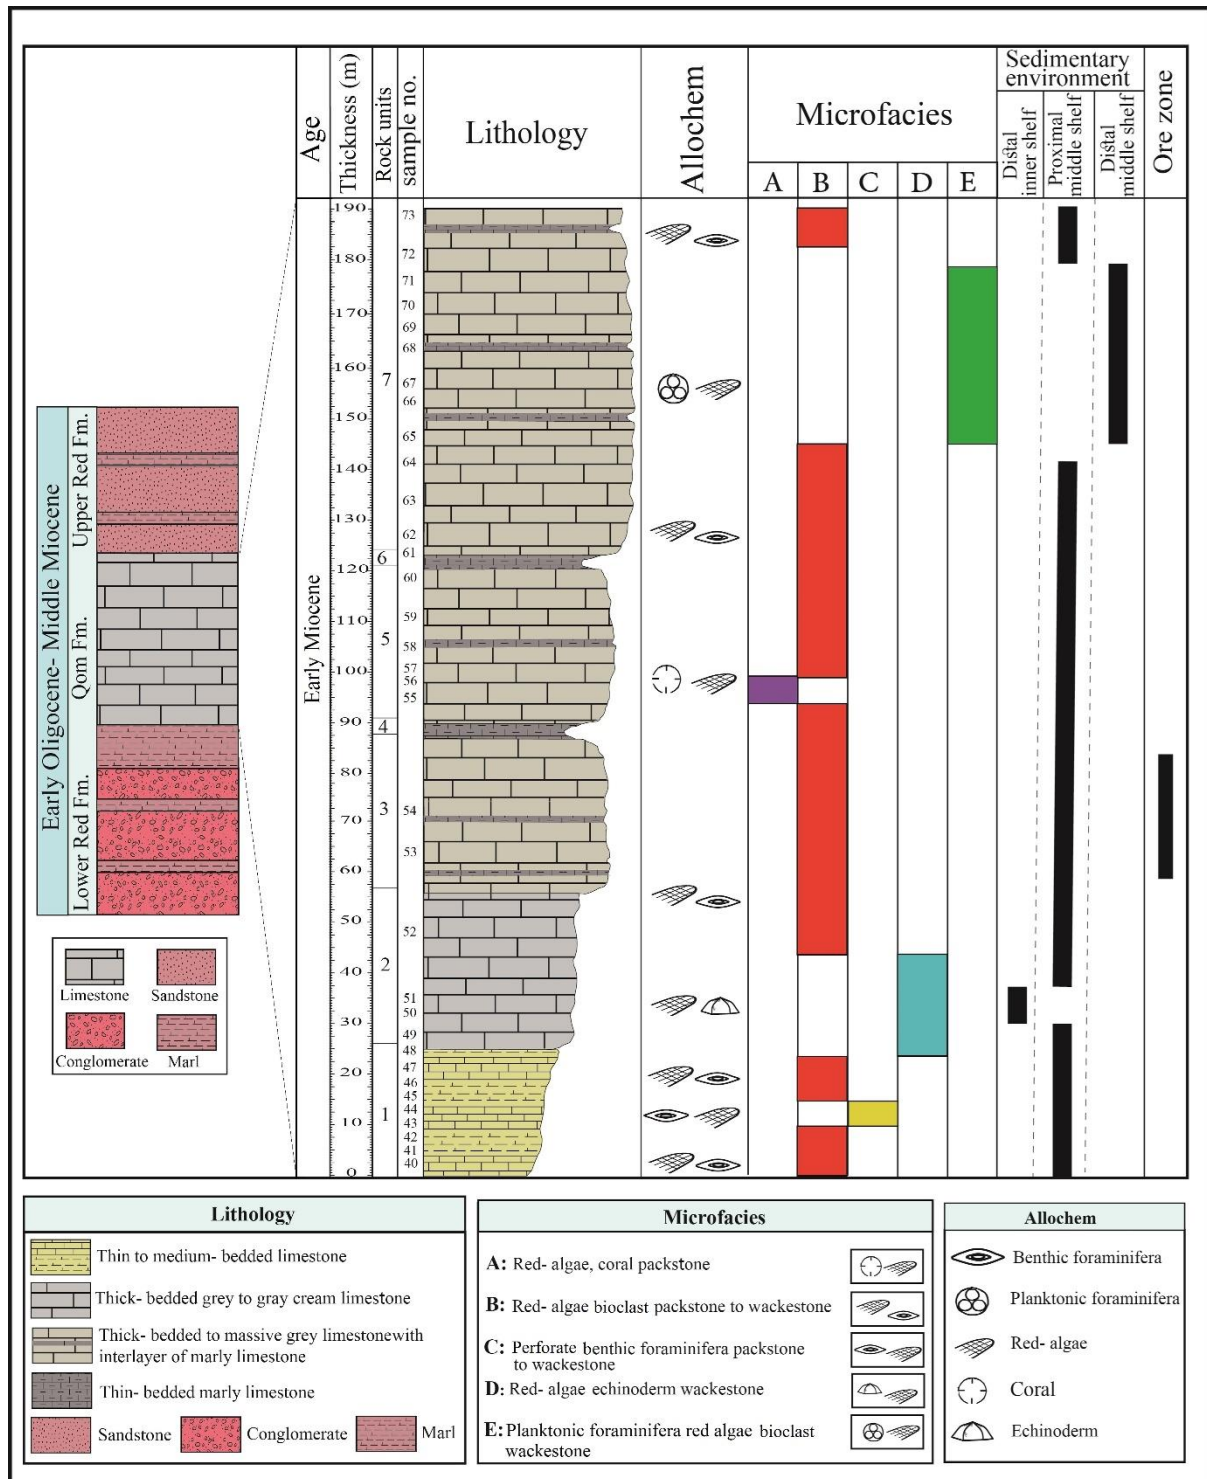 Age
Thickness (m)
Rock units
sample no.
Lithology
Allochem
Microfacies
A
B
C
D
E
Sedimentary
environment
Distal
inner shelf
Proximal
middle shelf
Distal
middle shelf
Ore zone
Early Miocene
190
180
170
160
150
140
130
120
110
100
90
80
70
60
50
40
30
20
10
0
7
6
5
4
3
2
1
73
72
71
70
69
68
67
66
65
64
63
62
61
60
59
58
57
56
55
54
53
52
51
50
49
48
47
46
45
44
43
42
41
40
Early Oligocene- Middle Miocene
Upper Red Fm.
Qom Fm.
Lower Red Fm.
Limestone
Sandstone
Conglomerate
Marl
Lithology
Thin to medium- bedded limestone
Thick- bedded grey to gray cream limestone
Thick- bedded to massive grey limestonewith
interlayer of marly limestone
Thin- bedded marly limestone
Sandstone
Conglomerate
Marl
Microfacies
A: Red- algae, coral packstone
B: Red- algae bioclast packstone to wackestone
C: Perforate benthic foraminifera packstone
to wackestone
D: Red- algae echinoderm wackestone
E: Planktonic foraminifera red algae bioclast
wackestone
Allochem
Benthic foraminifera
Planktonic foraminifera
Red- algae
Coral
Echinoderm